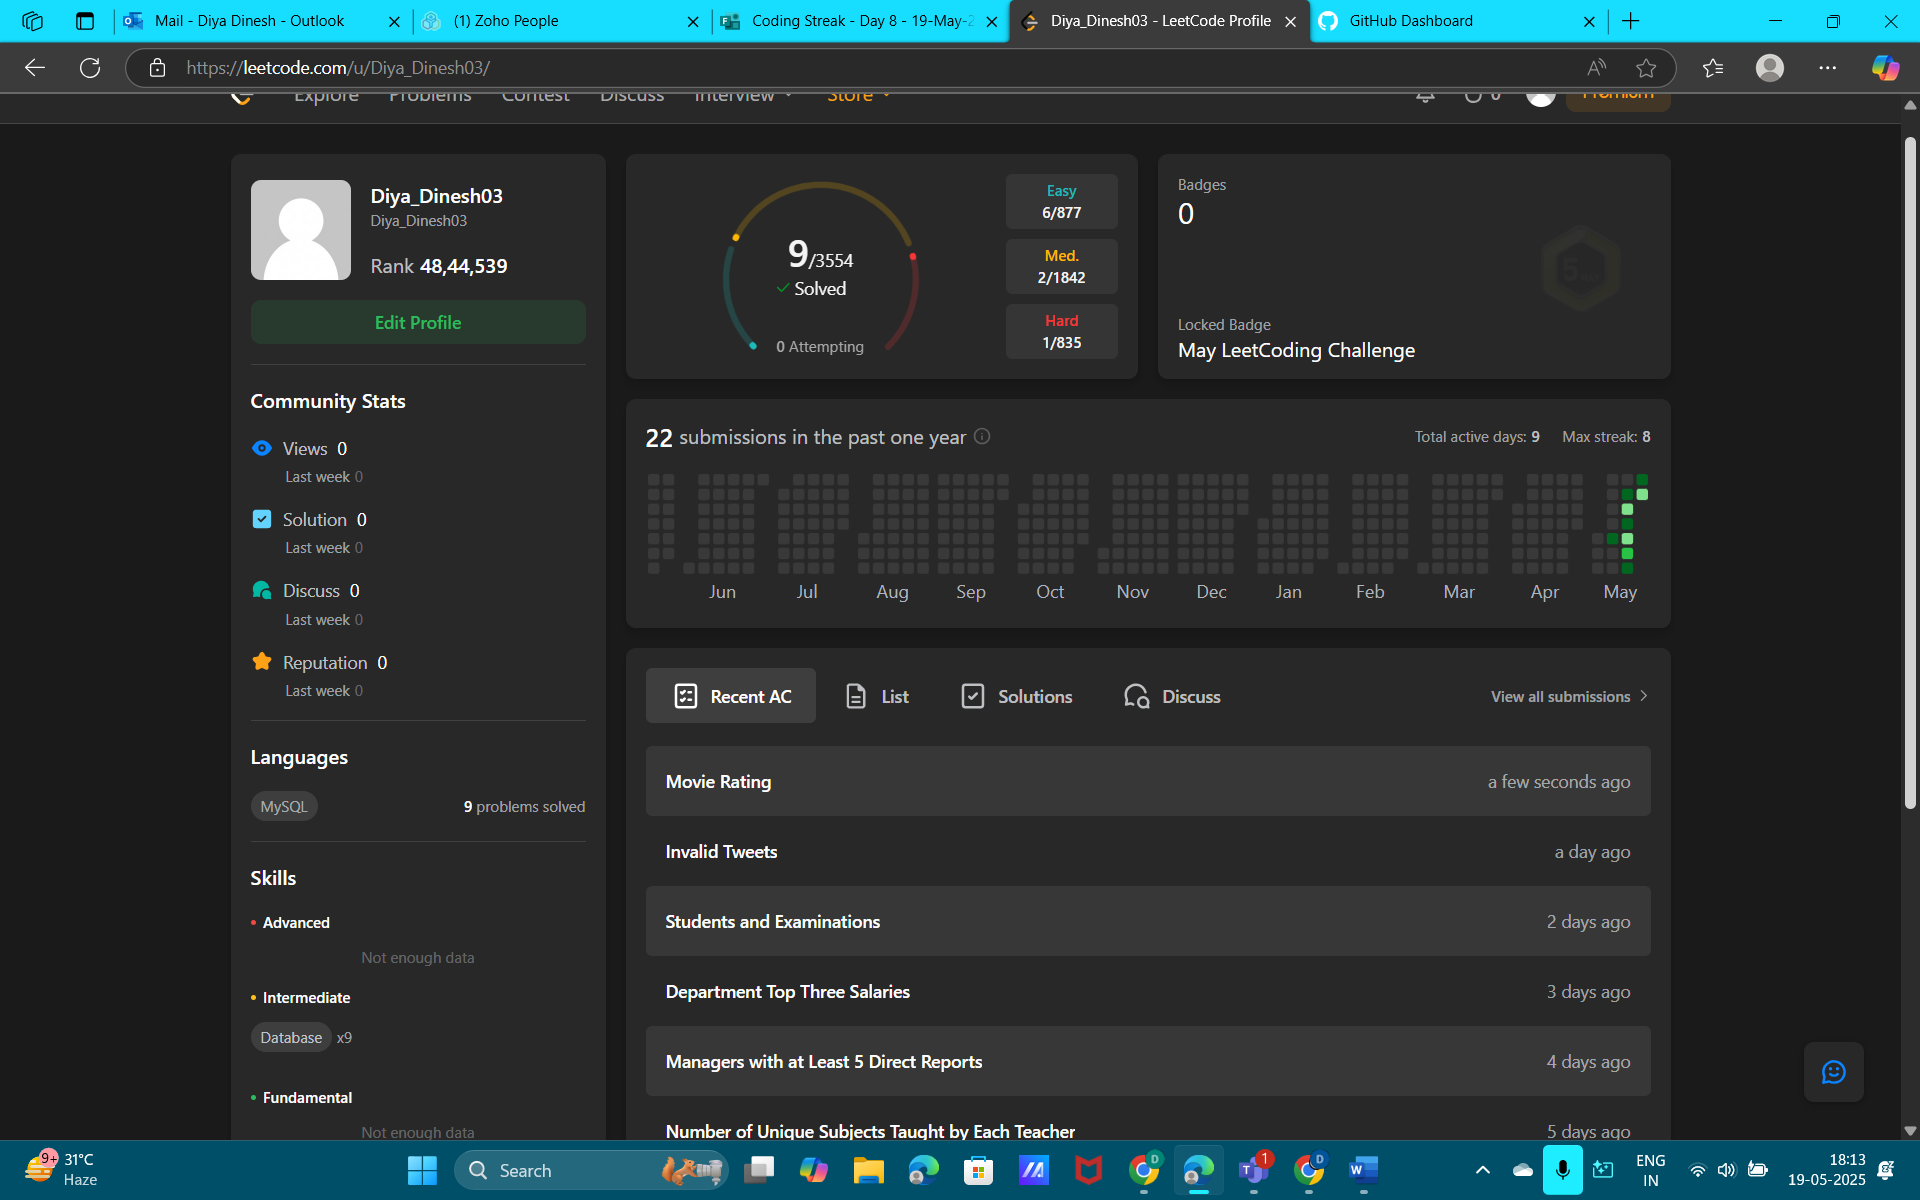 Mail - Diya Dinesh - Outlook
(1) Zoho People
Coding Streak - Day 8 - 19-May-2
Diya_Dinesh03 - LeetCode Profile
GitHub Dashboard
https://leetcode.com/u/Diya_Dinesh03/
Explore Problems Contest Discuss Interview Store
0
Premium
Diya_Dinesh03
Diya_Dinesh03
Rank 48,44,539
Edit Profile
Community Stats
Views 0
Last week 0
Solution 0
Last week 0
Discuss 0
Last week 0
Reputation 0
Last week 0
Languages
MySQL
9 problems solved
Skills
Advanced
Not enough data
Intermediate
Database x9
Fundamental
Not enough data
9/3554
Solved
0 Attempting
Easy
6/877
Med.
2/1842
Hard
1/835
Badges
0
Locked Badge
May LeetCoding Challenge
22 submissions in the past one year
Total active days: 9 Max streak: 8
Jun Jul Aug Sep Oct Nov Dec Jan Feb Mar Apr May
Recent AC
List
Solutions
Discuss
View all submissions
Movie Rating a few seconds ago
Invalid Tweets a day ago
Students and Examinations 2 days ago
Department Top Three Salaries 3 days ago
Managers with at Least 5 Direct Reports 4 days ago
Number of Unique Subjects Taught by Each Teacher 5 days ago
9+
31°C
Haze
Search
D
1
D
ENG
IN
18:13
19-05-2025